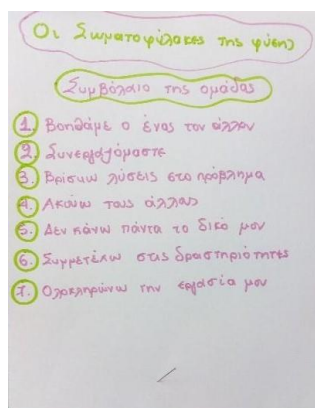 Οι Σωματοφύλακες της φύσης
Συμβόλαιο της ομάδας
1. Βοηθάμε ο ένας τον άλλον
2. Συνεργαζόμαστε
3. Βρίσκω λύσεις στο πρόβλημα
4. Ακούω τους άλλους
5. Δεν κάνω πάντα το δικό μου
6. Συμμετέχω στις δραστηριότητες
7. Ολοκληρώνω την εργασία μου